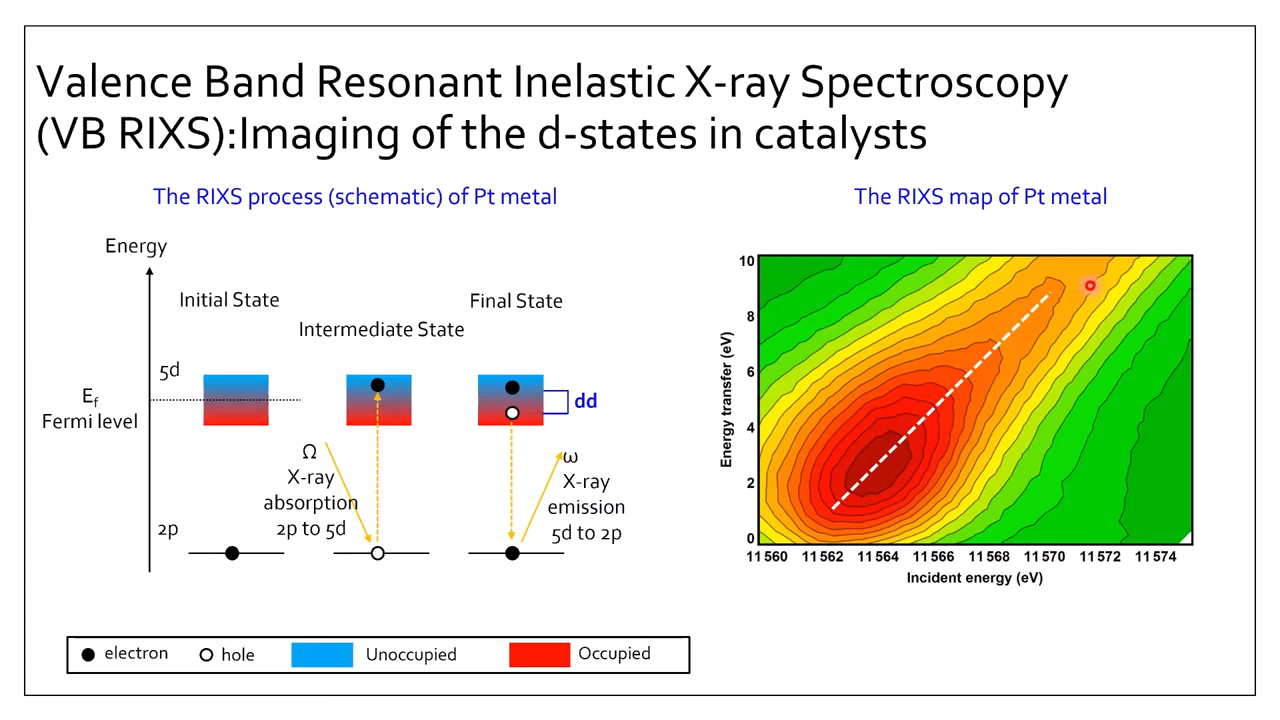 Valence Band Resonant Inelastic X-ray Spectroscopy
(VB RIXS):Imaging of the d-states in catalysts
The RIXS process (schematic) of Pt metal
Energy
Initial State
Intermediate State
Final State
5d
Ef
Fermi level
dd
Ω
X-ray
absorption
2p to 5d
ω
X-ray
emission
5d to 2p
2p
electron
hole
Unoccupied
Occupied
The RIXS map of Pt metal
Energy transfer (eV)
10
8
6
4
2
0
11 560 11 562 11 564 11 566 11 568 11 570 11 572 11 574
Incident energy (eV)